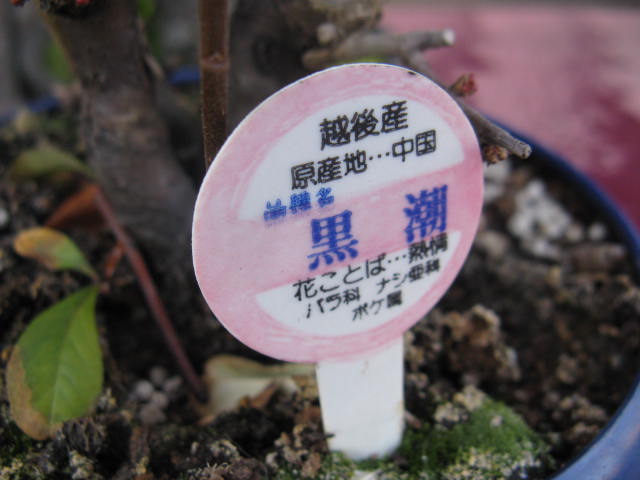 越後産
原産地…中国
品種名
黒潮
花ことば…熱情
バラ科 ナシ亜科
ボケ属